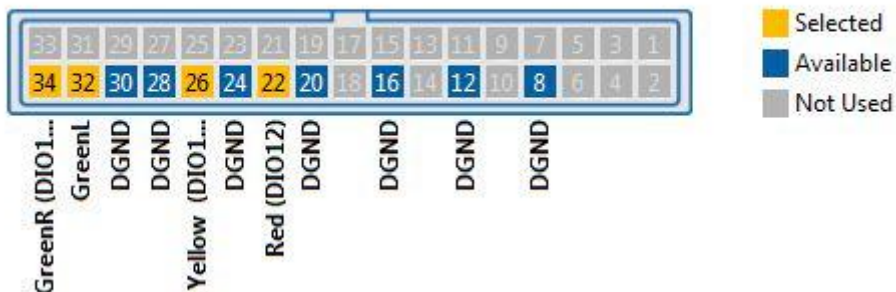 33 31 29 27 25 23 21 19 17 15 13 11 9 7 5 3 1
34 32 30 28 26 24 22 20 18 16 14 12 10 8 6 4 2
GreenR (DIO1...
GreenL
DGND
DGND
Yellow (DIO1...
DGND
Red (DIO12)
DGND
DGND
DGND
DGND
Selected
Available
Not Used